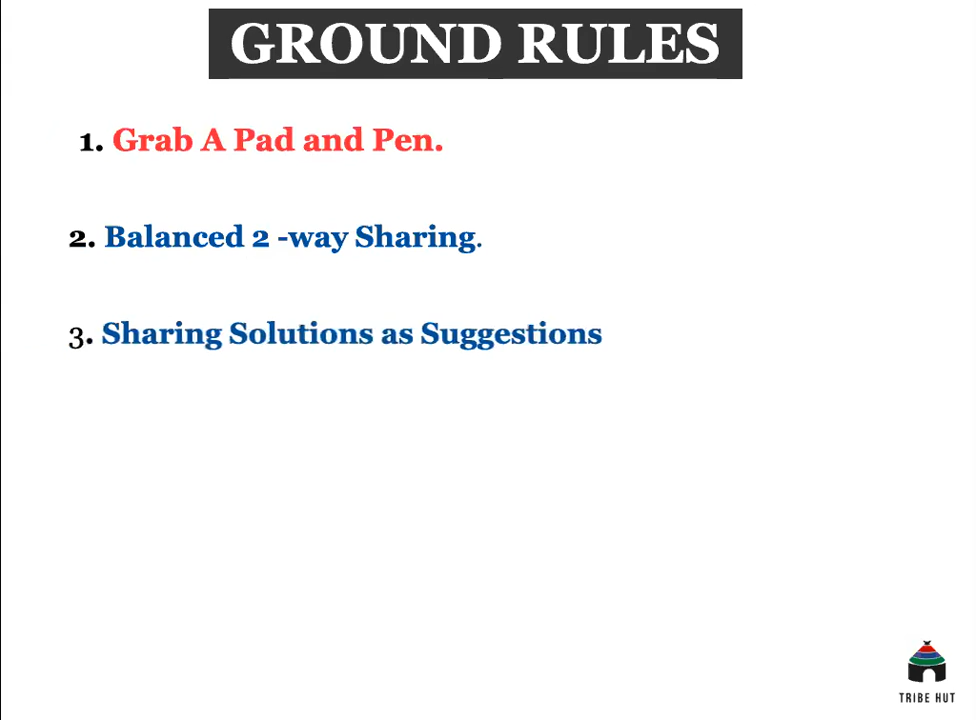 GROUND RULES
1. Grab A Pad and Pen.
2. Balanced 2 -way Sharing.
3. Sharing Solutions as Suggestions
TRIBE HUT